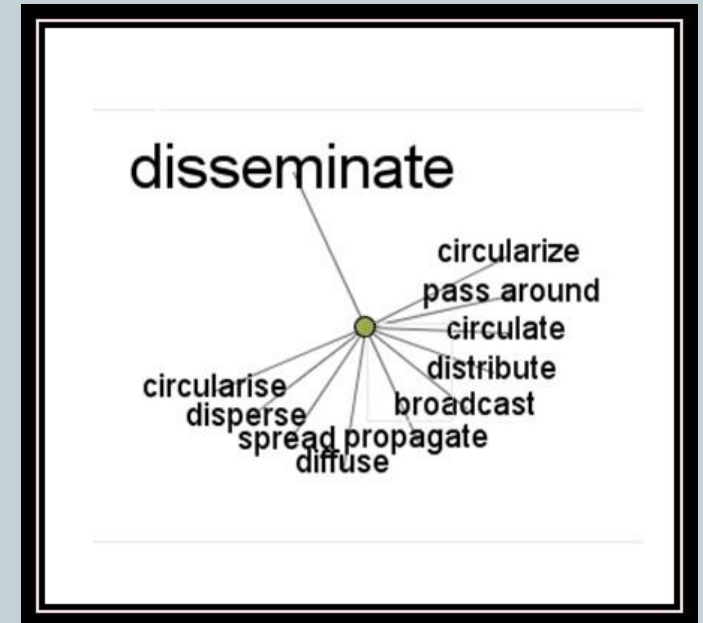 disseminate
circularize
pass around
circulate
distribute
circularise
broadcast
disperse
spread propagate
diffuse